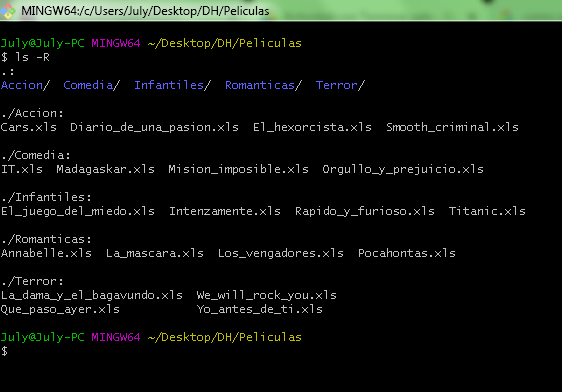 MINGW64:/c/Users/July/Desktop/DH/Peliculas
July@July-PC MINGW64 ~/Desktop/DH/Peliculas
$ ls -R
.:
Accion/  Comedia/  Infantiles/  Romanticas/  Terror/
./Accion:
Cars.xls  Diario_de_una_pasion.xls  El_hexorcista.xls  Smooth_criminal.xls
./Comedia:
IT.xls  Madagaskar.xls  Mision_imposible.xls  Orgullo_y_prejuicio.xls
./Infantiles:
El_juego_del_miedo.xls  Intenzamente.xls  Rapido_y_furioso.xls  Titanic.xls
./Romanticas:
Annabelle.xls  La_mascara.xls  Los_vengadores.xls  Pocahontas.xls
./Terror:
La_dama_y_el_bagavundo.xls  We_will_rock_you.xls
Que_paso_ayer.xls  Yo_antes_de_ti.xls
July@July-PC MINGW64 ~/Desktop/DH/Peliculas
$